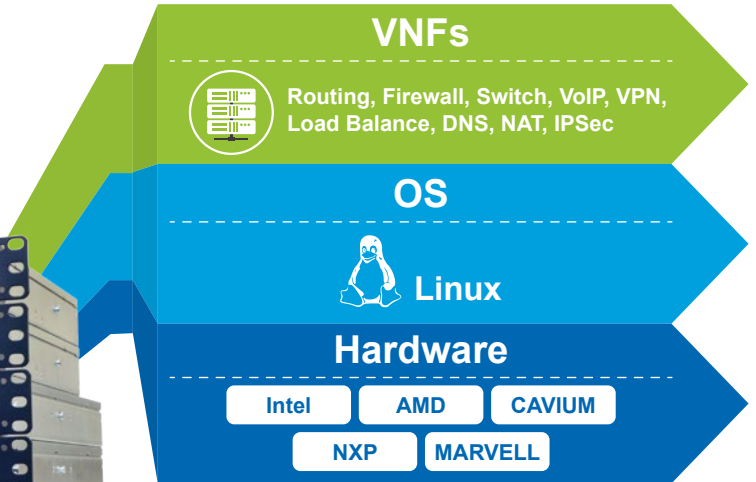 VNFs
Routing, Firewall, Switch, VoIP, VPN,
Load Balance, DNS, NAT, IPSec
OS
Linux
Hardware
Intel AMD CAVIUM
NXP MARVELL